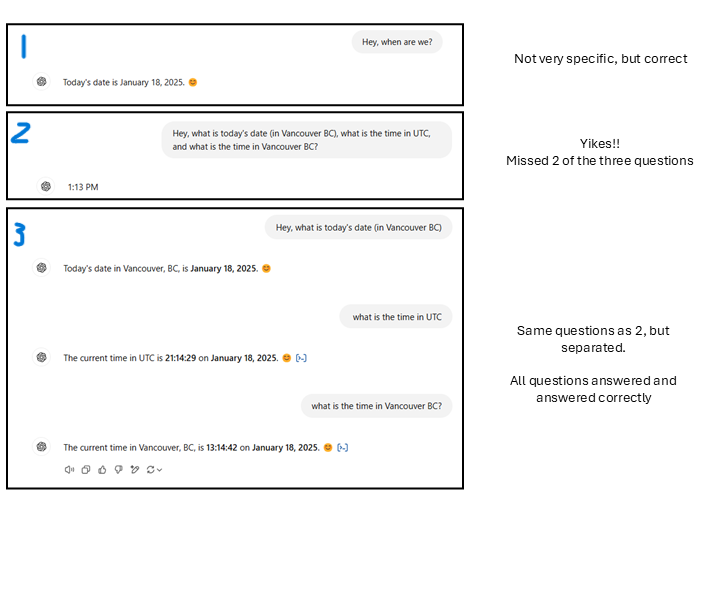 1
Hey, when are we?
Not very specific, but correct
Today's date is January 18, 2025. 😊
2
Hey, what is today's date (in Vancouver BC), what is the time in UTC,
and what is the time in Vancouver BC?
Yikes!!
Missed 2 of the three questions
1:13 PM
3
Hey, what is today's date (in Vancouver BC)
Today's date in Vancouver, BC, is January 18, 2025. 😊
what is the time in UTC
The current time in UTC is 21:14:29 on January 18, 2025. 😊 [>-]
what is the time in Vancouver BC?
The current time in Vancouver, BC, is 13:14:42 on January 18, 2025. 😊 [>-]
Same questions as 2, but
separated.
All questions answered and
answered correctly